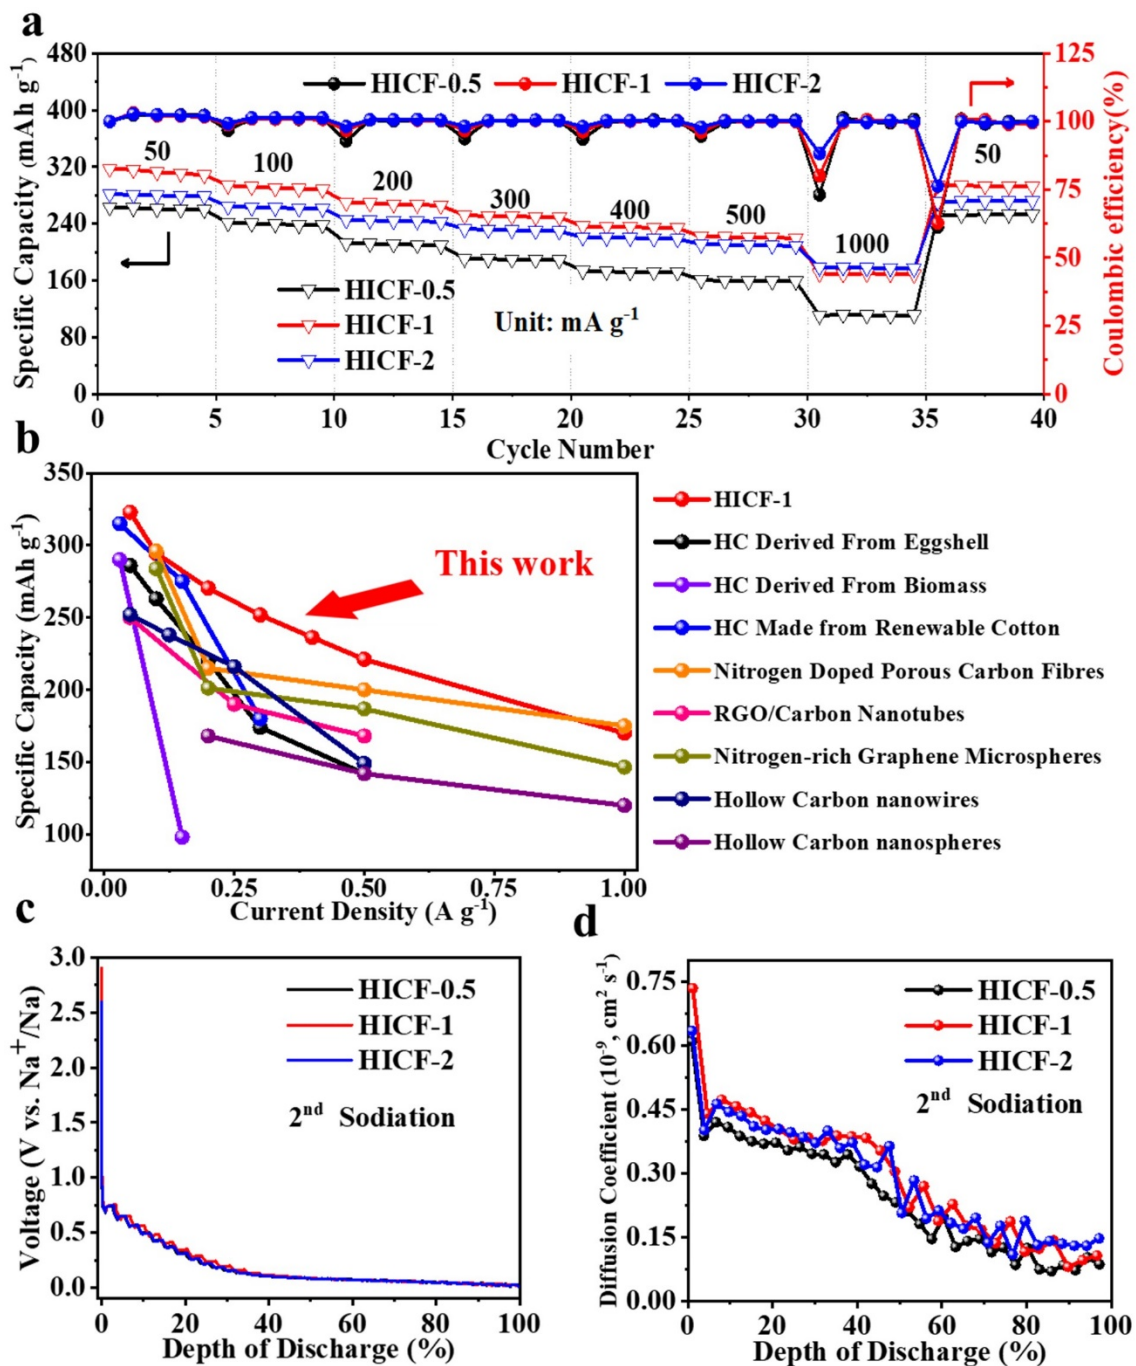 a
Specific Capacity (mAh g⁻¹)
480
400
320
240
160
80
0
HICF-0.5 HICF-1 HICF-2
50 100 200 300 400 500 1000 50
HICF-0.5
HICF-1
HICF-2
Unit: mA g⁻¹
125
100
75
50
25
0
Coulombic efficiency(%)
0 5 10 15 20 25 30 35 40
Cycle Number
b
Specific Capacity (mAh g⁻¹)
350
300
250
200
150
100
This work
0.00 0.25 0.50 0.75 1.00
Current Density (A g⁻¹)
HICF-1
HC Derived From Eggshell
HC Derived From Biomass
HC Made from Renewable Cotton
Nitrogen Doped Porous Carbon Fibres
RGO/Carbon Nanotubes
Nitrogen-rich Graphene Microspheres
Hollow Carbon nanowires
Hollow Carbon nanospheres
c
Voltage (V vs. Na⁺/Na)
3.0
2.5
2.0
1.5
1.0
0.5
0.0
HICF-0.5
HICF-1
HICF-2
2ⁿᵈ Sodiation
0 20 40 60 80 100
Depth of Discharge (%)
d
Diffusion Coefficient (10⁻⁹, cm² s⁻¹)
0.75
0.60
0.45
0.30
0.15
0.00
HICF-0.5
HICF-1
HICF-2
2ⁿᵈ Sodiation
0 20 40 60 80 100
Depth of Discharge (%)